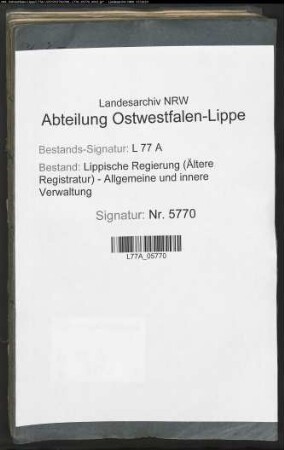 Landesarchiv NRW
Abteilung Ostwestfalen-Lippe
Bestands-Signatur: L 77 A
Bestand: Lippische Regierung (Ältere
Registratur) - Allgemeine und innere
Verwaltung
Signatur: Nr. 5770
L77A_05770